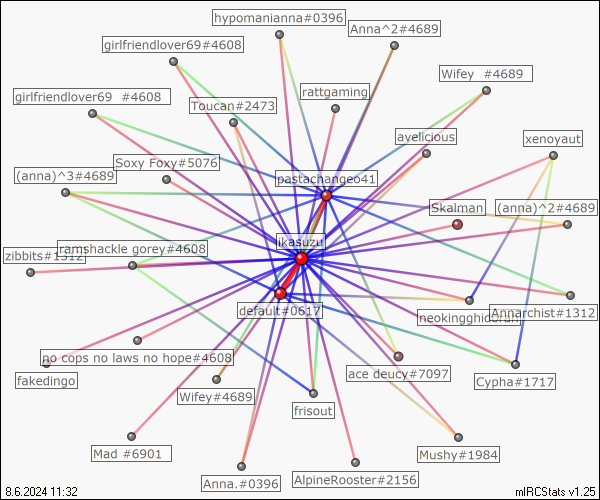 hypomanianna#0396
Anna^2#4689
girlfriendlover69#4608
Wifey #4689
rattgaming
girlfriendlover69 #4608
Toucan#2473
avelicious
xenoyaut
Soxy Foxy#5076
(anna)^3#4689
pastachangeo41
Skalman
(anna)^2#4689
ikasuzu
ramshackle gorey#4608
zibbits#1312
default#0617
neokinghidorah
Annarchist#1312
no cops no laws no hope#4608
ace deucy#7097
fakedingo
Cypha#1717
Wifey#4689
frisout
Mad #6901
Mushy#1984
Anna.#0396
AlpineRooster#2156
8.6.2024 11:32
mIRCStats v1.25